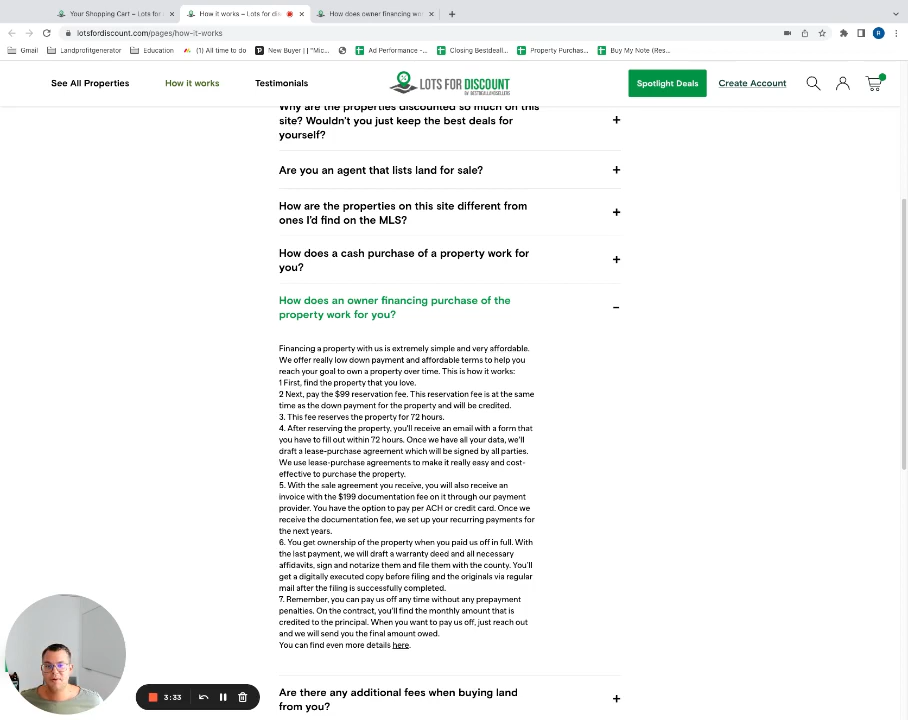 Your Shopping Cart – Lots for
How it works – Lots for dis
How does owner financing wo
lotsfordiscount.com/pages/how-it-works
Gmail
Landprofitgenerator
Education
(1) All time to do
New Buyer | | "Mic...
Ad Performance -...
Closing Bestdeall...
Property Purchas...
Buy My Note (Res...
See All Properties
How it works
Testimonials
LOTS FOR DISCOUNT
BY BESTDEALLANDSELLERS
Spotlight Deals
Create Account
Why are the properties discounted so much on this
site? Wouldn't you just keep the best deals for
yourself?
Are you an agent that lists land for sale?
How are the properties on this site different from
ones I'd find on the MLS?
How does a cash purchase of a property work for
you?
How does an owner financing purchase of the
property work for you?
Financing a property with us is extremely simple and very affordable.
We offer really low down payment and affordable terms to help you
reach your goal to own a property over time. This is how it works:
1 First, find the property that you love.
2 Next, pay the $99 reservation fee. This reservation fee is at the same
time as the down payment for the property and will be credited.
3. This fee reserves the property for 72 hours.
4. After reserving the property, you'll receive an email with a form that
you have to fill out within 72 hours. Once we have all your data, we'll
draft a lease-purchase agreement which will be signed by all parties.
We use lease-purchase agreements to make it really easy and cost-
effective to purchase the property.
5. With the sale agreement you receive, you will also receive an
invoice with the $199 documentation fee on it through our payment
provider. You have the option to pay per ACH or credit card. Once we
receive the documentation fee, we set up your recurring payments for
the next years.
6. You get ownership of the property when you paid us off in full. With
the last payment, we will draft a warranty deed and all necessary
affidavits, sign and notarize them and file them with the county. You'll
get a digitally executed copy before filing and the originals via regular
mail after the filing is successfully completed.
7. Remember, you can pay us off any time without any prepayment
penalties. On the contract, you'll find the monthly amount that is
credited to the principal. When you want to pay us off, just reach out
and we will send you the final amount owed.
You can find even more details here.
Are there any additional fees when buying land
from you?
3:33